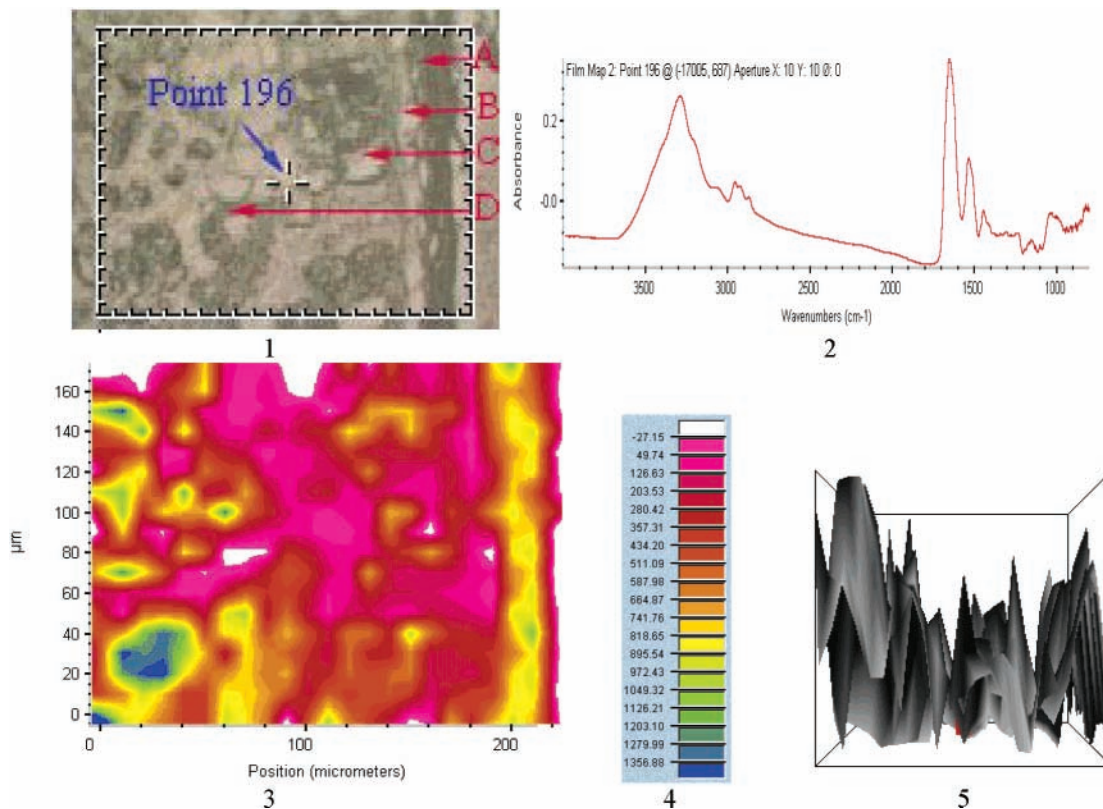 A
Point 196
B
C
D
1
Film Map 2: Point 196 @ (-17005, 687) Aperture X: 10 Y: 10 Ø: 0
Absorbance
0.2
-0.0
3500 3000 2500 2000 1500 1000
Wavenumbers (cm-1)
2
µm
160
140
120
100
80
60
40
20
0
0 100 200
Position (micrometers)
3
-27.15
49.74
126.63
203.53
280.42
357.31
434.20
511.09
587.98
664.87
741.76
818.65
895.54
972.43
1049.32
1126.21
1203.10
1279.99
1356.88
4
5